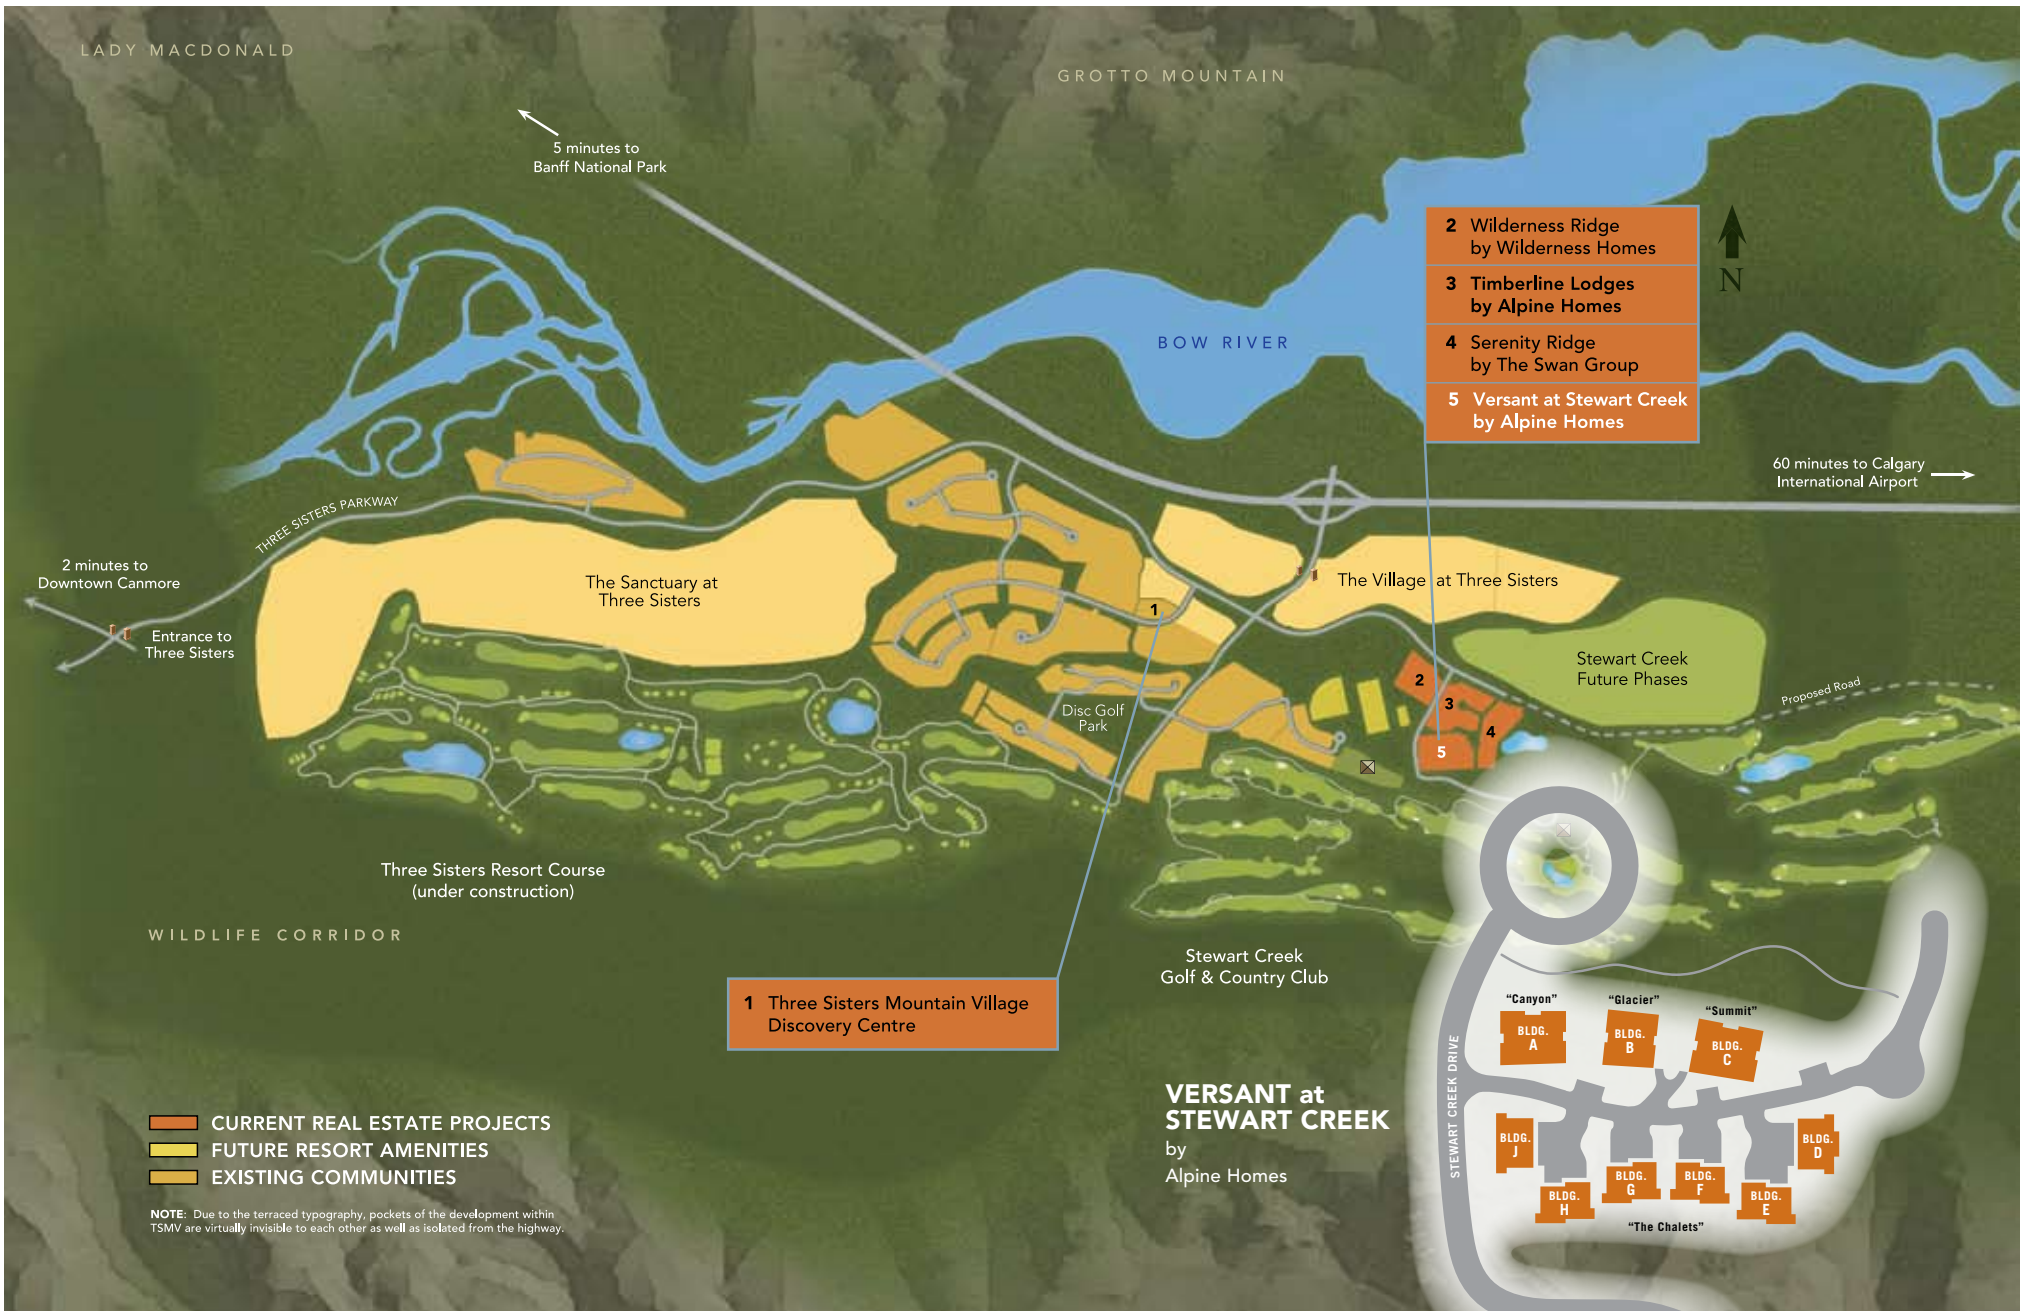 LADY MACDONALD
GROTTO MOUNTAIN
5 minutes to
Banff National Park
2 Wilderness Ridge
by Wilderness Homes
3 Timberline Lodges
by Alpine Homes
4 Serenity Ridge
by The Swan Group
5 Versant at Stewart Creek
by Alpine Homes
N
BOW RIVER
60 minutes to Calgary
International Airport
THREE SISTERS PARKWAY
2 minutes to
Downtown Canmore
Entrance to
Three Sisters
The Sanctuary at
Three Sisters
The Village at Three Sisters
1
Stewart Creek
Future Phases
Proposed Road
2
3
4
5
Disc Golf
Park
Three Sisters Resort Course
(under construction)
WILDLIFE CORRIDOR
Stewart Creek
Golf & Country Club
1 Three Sisters Mountain Village
Discovery Centre
CURRENT REAL ESTATE PROJECTS
FUTURE RESORT AMENITIES
EXISTING COMMUNITIES
NOTE: Due to the terraced typography, pockets of the development within
TSMV are virtually invisible to each other as well as isolated from the highway.
VERSANT at
STEWART CREEK
by
Alpine Homes
STEWART CREEK DRIVE
"Canyon"
"Glacier"
"Summit"
BLDG.
A
BLDG.
B
BLDG.
C
BLDG.
J
BLDG.
D
BLDG.
H
BLDG.
G
BLDG.
F
BLDG.
E
"The Chalets"